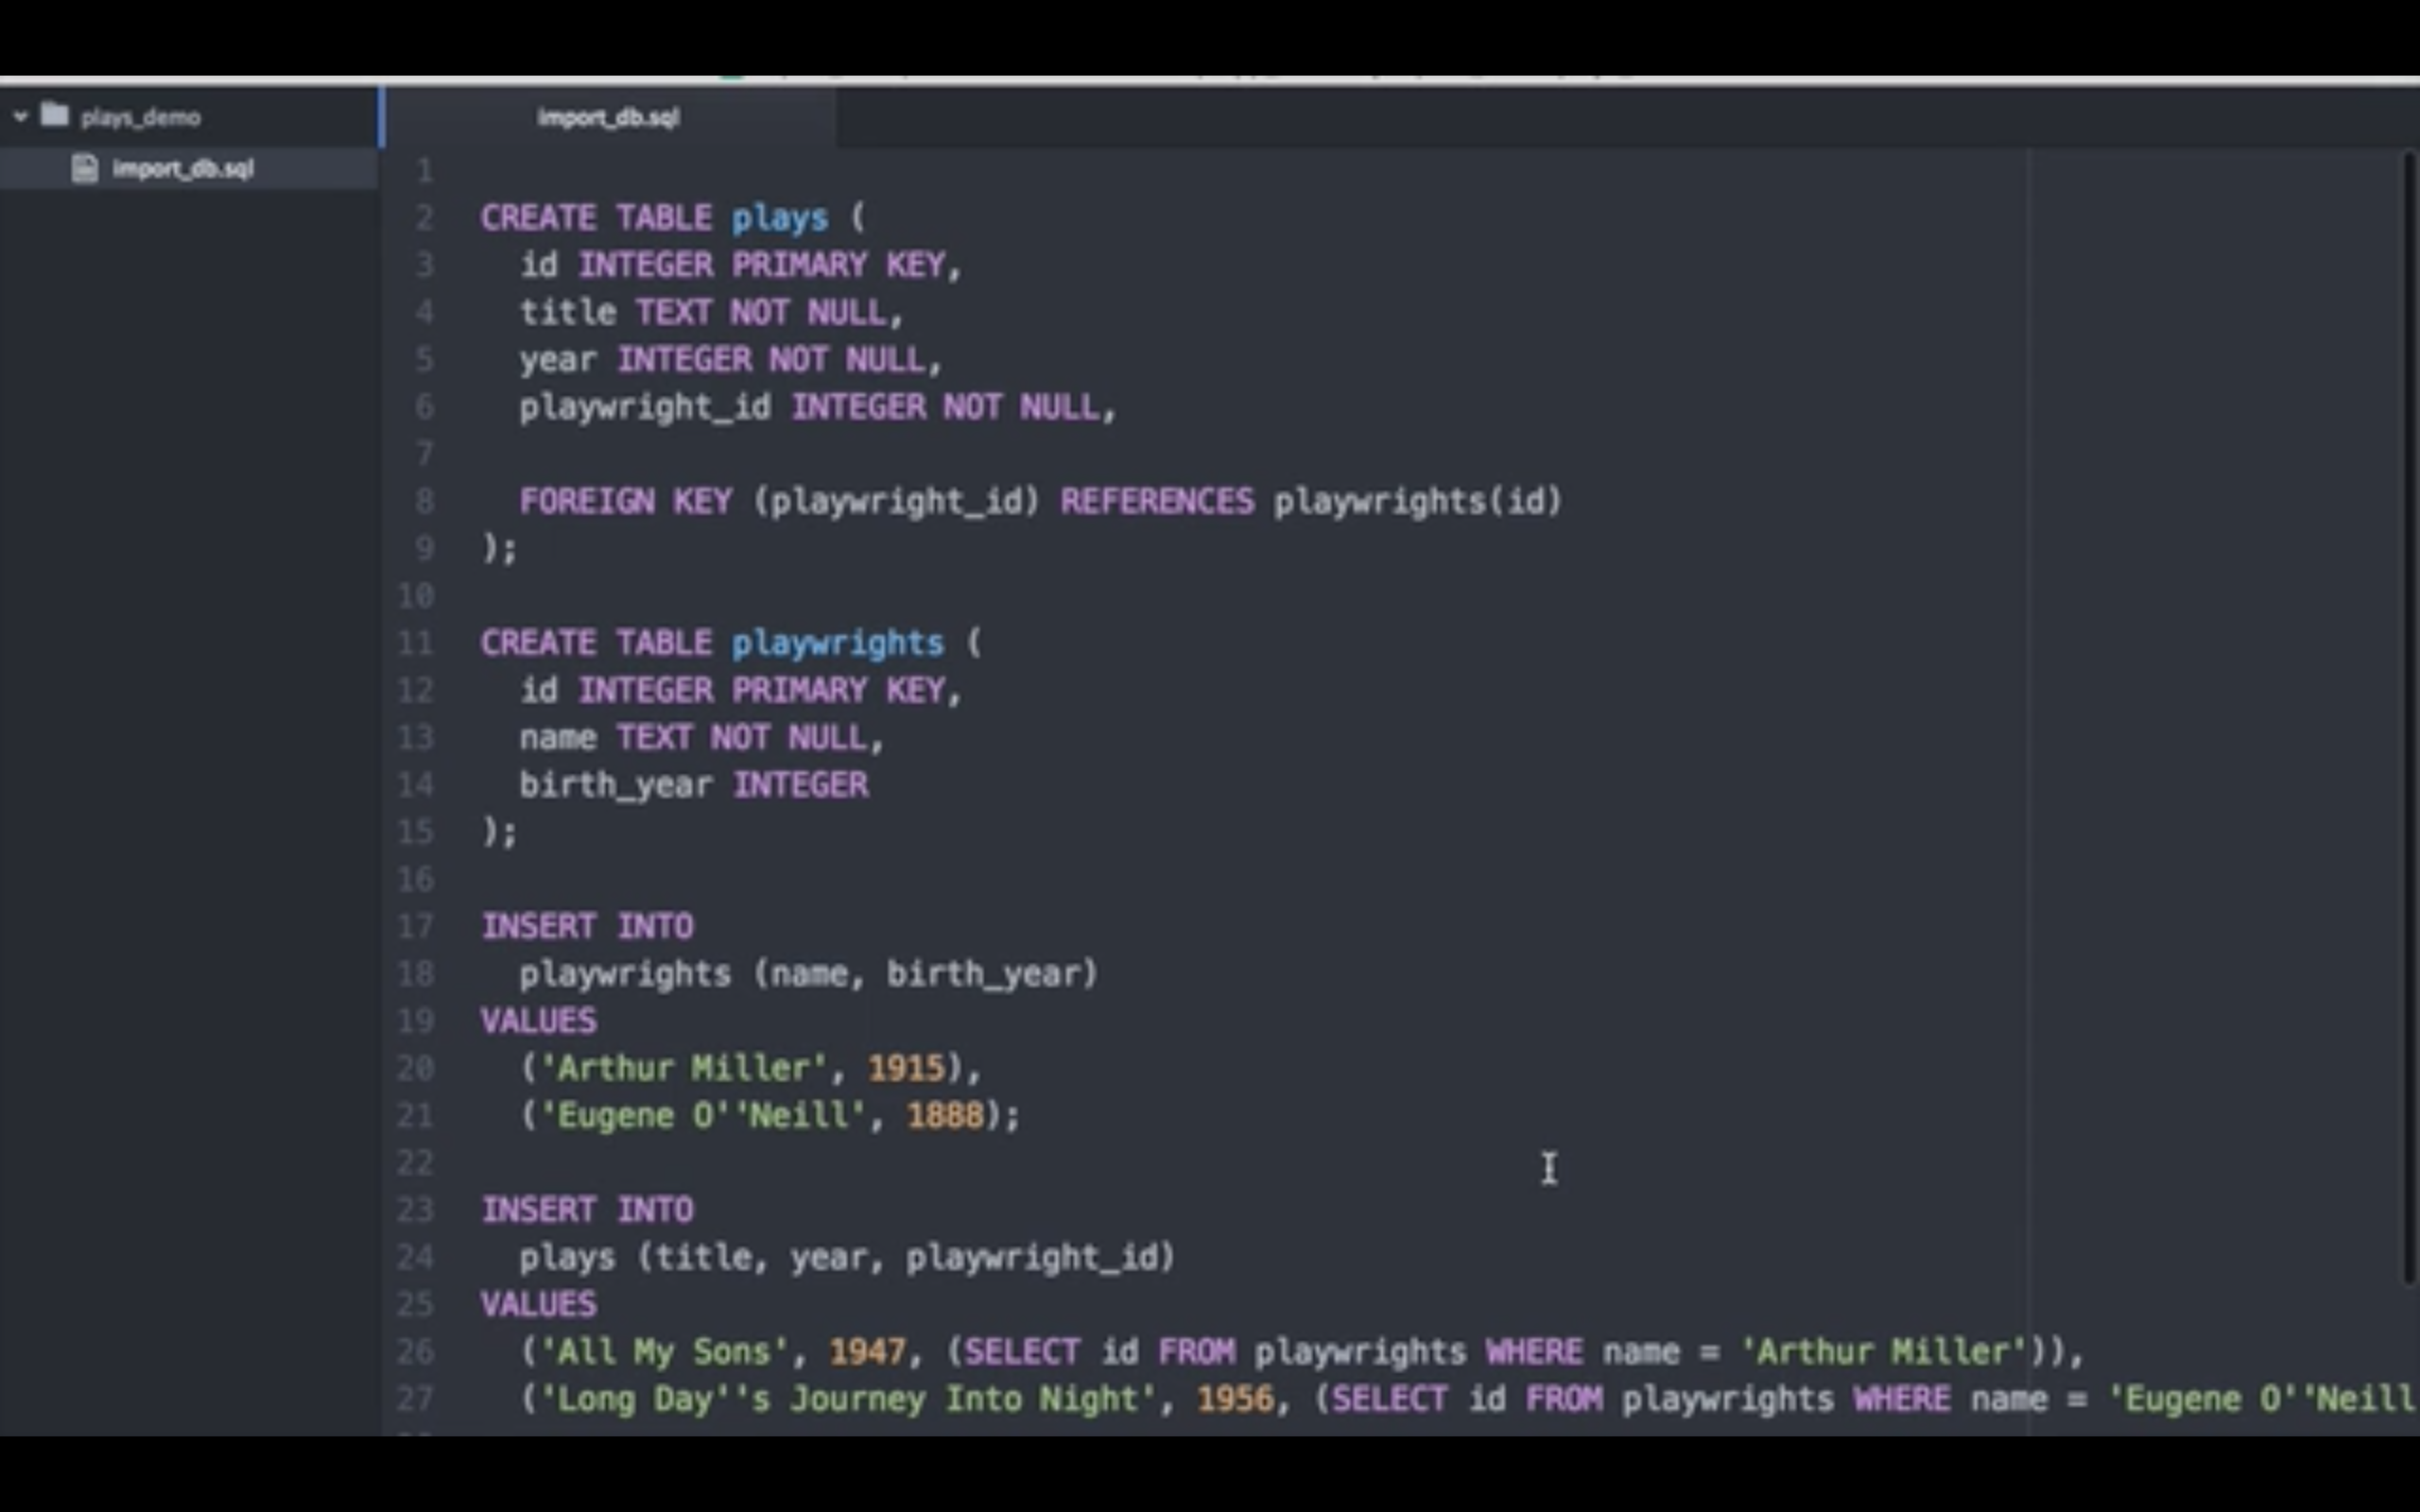 plays_demo
import_db.sql
import_db.sql
1
2 CREATE TABLE plays (
3 id INTEGER PRIMARY KEY,
4 title TEXT NOT NULL,
5 year INTEGER NOT NULL,
6 playwright_id INTEGER NOT NULL,
7
8 FOREIGN KEY (playwright_id) REFERENCES playwrights(id)
9 );
10
11 CREATE TABLE playwrights (
12 id INTEGER PRIMARY KEY,
13 name TEXT NOT NULL,
14 birth_year INTEGER
15 );
16
17 INSERT INTO
18 playwrights (name, birth_year)
19 VALUES
20 ('Arthur Miller', 1915),
21 ('Eugene O''Neill', 1888);
22
23 INSERT INTO
24 plays (title, year, playwright_id)
25 VALUES
26 ('All My Sons', 1947, (SELECT id FROM playwrights WHERE name = 'Arthur Miller')),
27 ('Long Day''s Journey Into Night', 1956, (SELECT id FROM playwrights WHERE name = 'Eugene O''Neill